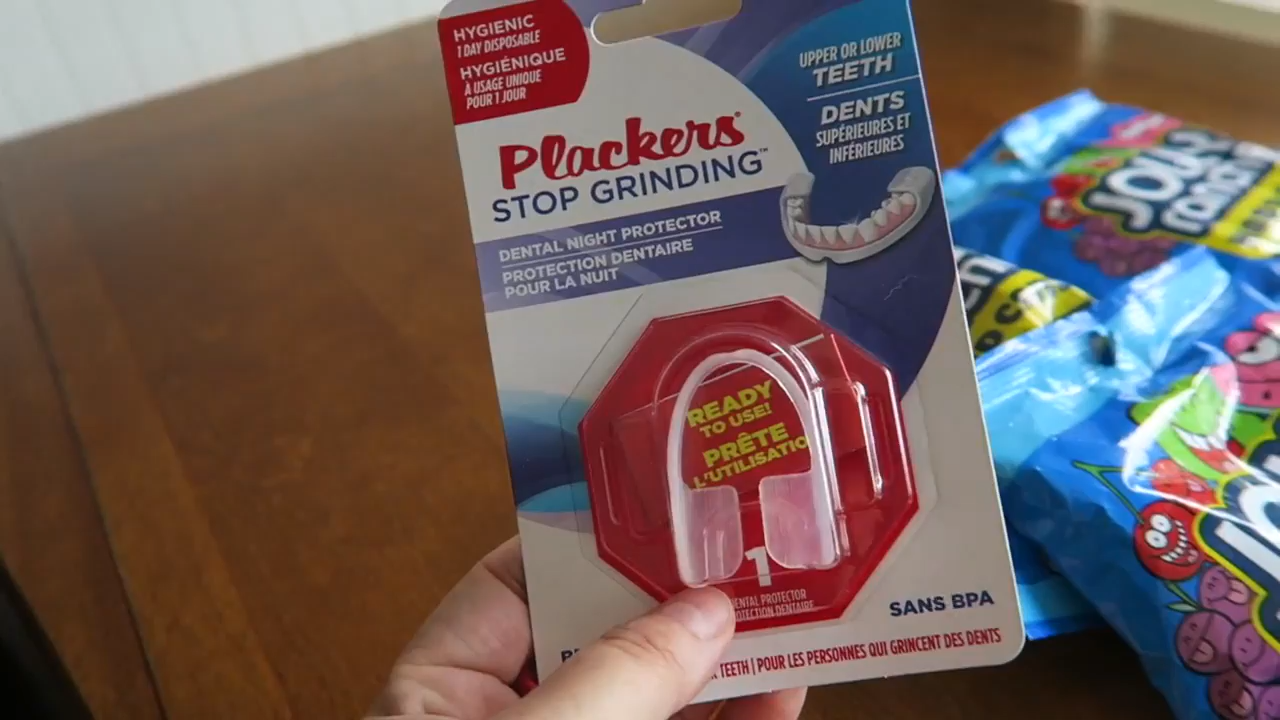 HYGIENIC
1 DAY DISPOSABLE
HYGIÉNIQUE
À USAGE UNIQUE
POUR 1 JOUR
UPPER OR LOWER
TEETH
DENTS
SUPÉRIEURES ET
INFÉRIEURES
Plackers®
STOP GRINDING™
DENTAL NIGHT PROTECTOR
PROTECTION DENTAIRE
POUR LA NUIT
READY
TO USE!
PRÊTE
L'UTILISATIO
1
DENTAL PROTECTOR
PROTECTION DENTAIRE
SANS BPA
TEETH | POUR LES PERSONNES QUI GRINCENT DES DENTS
JOLLY